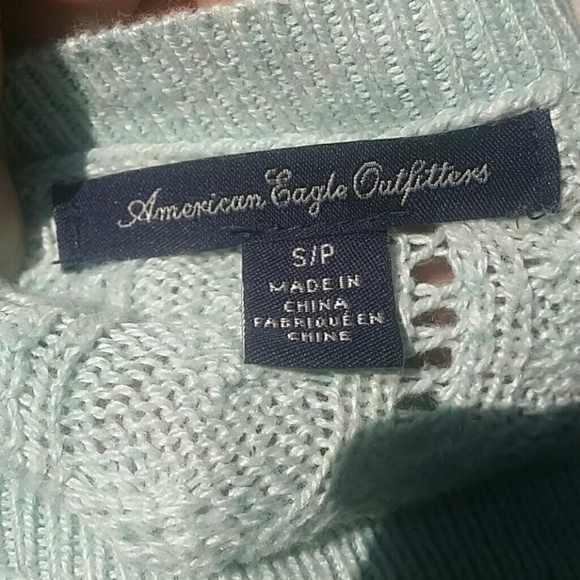 American Eagle Outfitters
S/P
MADE IN
CHINA
FABRIQUÉ EN
CHINE